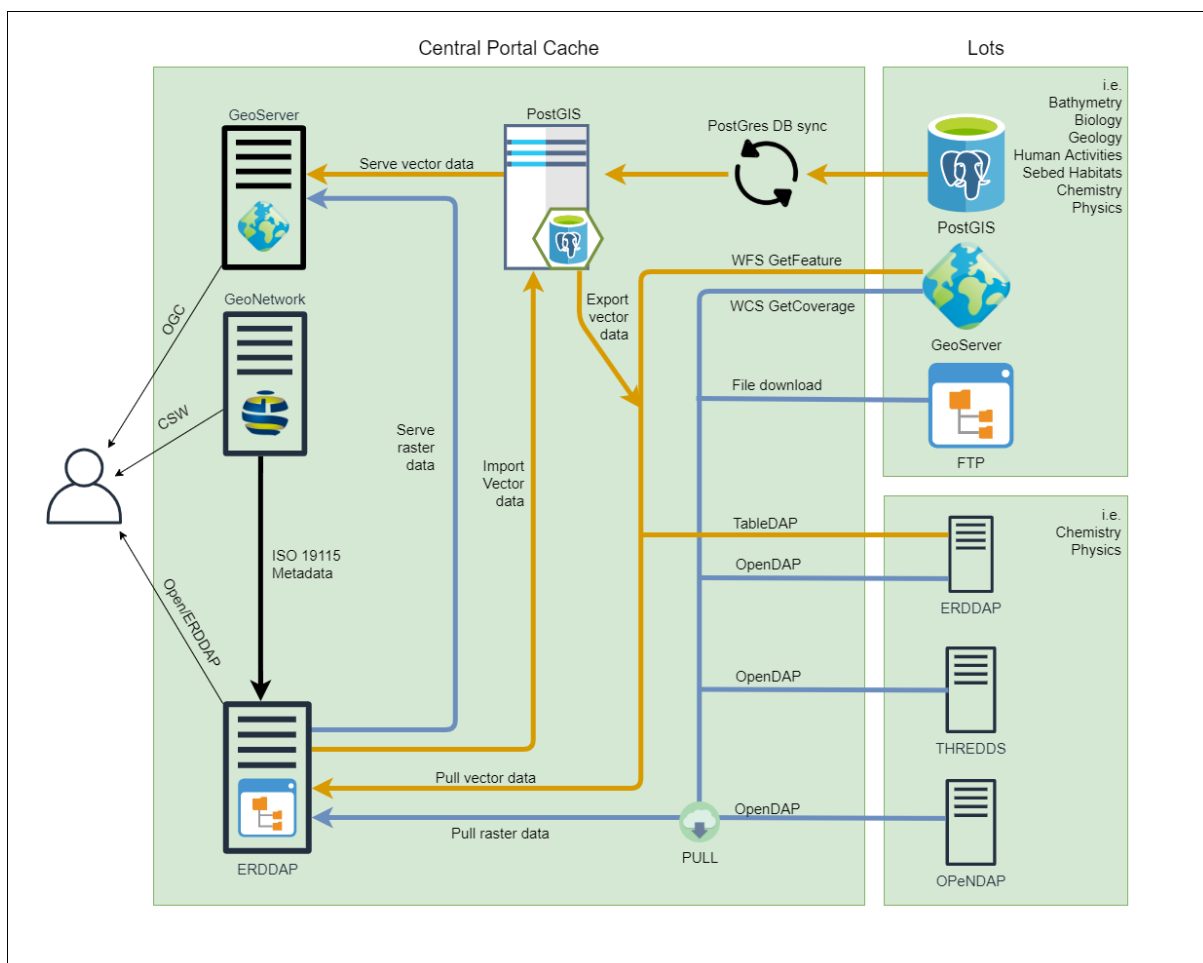 Central Portal Cache
Lots
GeoServer
PostGIS
PostGres DB sync
i.e.
Bathymetry
Biology
Geology
Human Activities
Sebed Habitats
Chemistry
Physics
Serve vector data
PostGIS
WFS GetFeature
GeoNetwork
Export
vector
data
WCS GetCoverage
GeoServer
OGC
File download
CSW
Serve
raster
data
Import
Vector
data
FTP
i.e.
Chemistry
Physics
TableDAP
ISO 19115
Metadata
OpenDAP
ERDDAP
Open/ERDDAP
OpenDAP
THREDDS
Pull vector data
OpenDAP
Pull raster data
PULL
ERDDAP
OPeNDAP